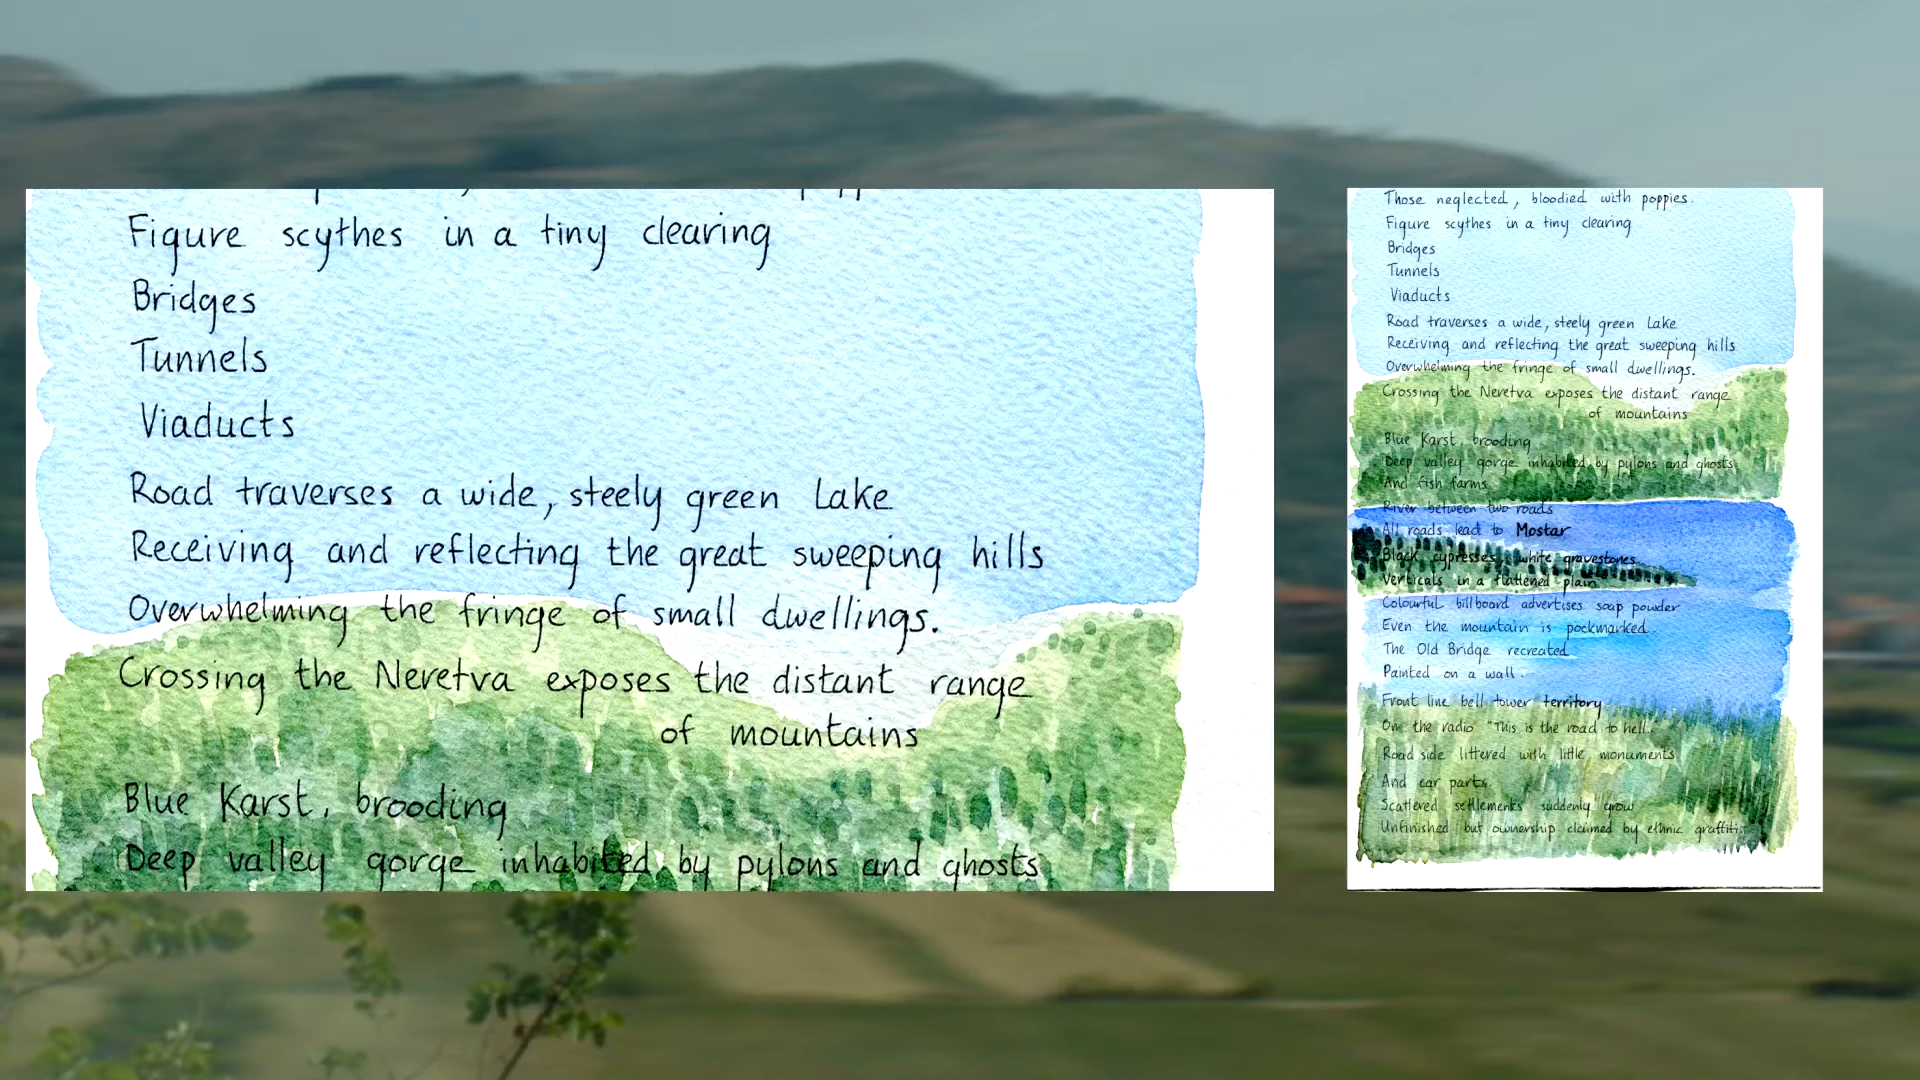 Figure scythes in a tiny clearing
Bridges
Tunnels
Viaducts
Road traverses a wide, steely green Lake
Receiving and reflecting the great sweeping hills
Overwhelming the fringe of small dwellings.
Crossing the Neretva exposes the distant range
of mountains
Blue Karst, brooding
Deep valley gorge inhabited by pylons and ghosts
Those neglected, bloodied with poppies.
Figure scythes in a tiny clearing
Bridges
Tunnels
Viaducts
Road traverses a wide, steely green Lake
Receiving and reflecting the great sweeping hills
Overwhelming the fringe of small dwellings.
Crossing the Neretva exposes the distant range
of mountains
Blue Karst, brooding
Deep valley gorge inhabited by pylons and ghosts
And fish farms
River between two roads
All roads lead to Mostar
Black cypresses, white gravestones
Verticals in a flattened plain
Colourful billboard advertises soap powder
Even the mountain is pockmarked.
The Old Bridge recreated
Painted on a wall.
Front line bell tower territory
On the radio "This is the road to hell.
Road side littered with little monuments
And car parts.
Scattered settlements suddenly grow
Unfinished but ownership claimed by ethnic graffiti